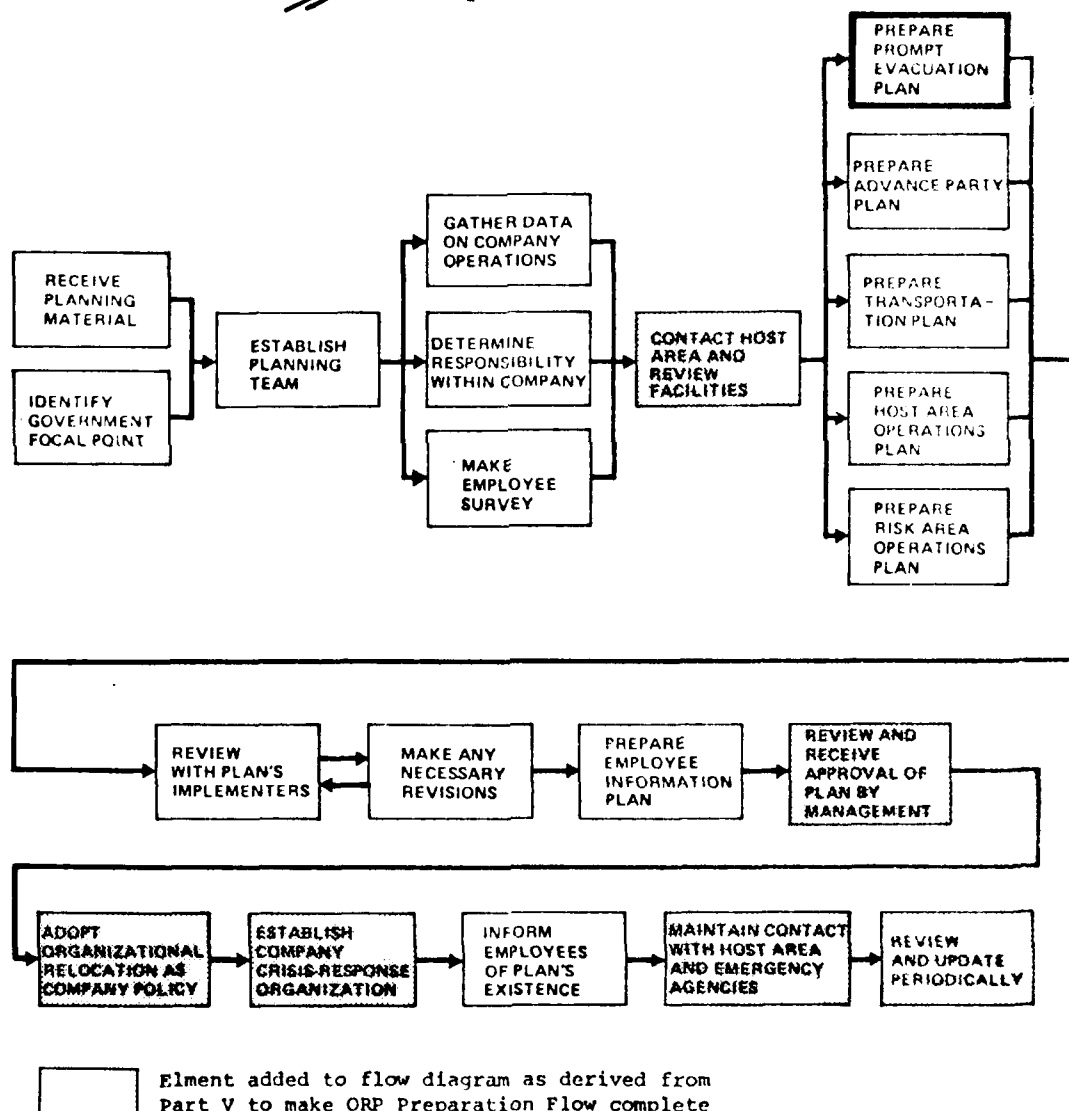 RECEIVE
PLANNING
MATERIAL
IDENTIFY
GOVERNMENT
FOCAL POINT
ESTABLISH
PLANNING
TEAM
GATHER DATA
ON COMPANY
OPERATIONS
DETERMINE
RESPONSIBILITY
WITHIN COMPANY
MAKE
EMPLOYEE
SURVEY
CONTACT HOST
AREA AND
REVIEW
FACILITIES
PREPARE
PROMPT
EVACUATION
PLAN
PREPARE
ADVANCE PARTY
PLAN
PREPARE
TRANSPORTA-
TION PLAN
PREPARE
HOST AREA
OPERATIONS
PLAN
PREPARE
RISK AREA
OPERATIONS
PLAN
REVIEW
WITH PLAN'S
IMPLEMENTERS
MAKE ANY
NECESSARY
REVISIONS
PREPARE
EMPLOYEE
INFORMATION
PLAN
REVIEW AND
RECEIVE
APPROVAL OF
PLAN BY
MANAGEMENT
ADOPT
ORGANIZATIONAL
RELOCATION AS
COMPANY POLICY
ESTABLISH
COMPANY
CRISIS-RESPONSE
ORGANIZATION
INFORM
EMPLOYEES
OF PLAN'S
EXISTENCE
MAINTAIN CONTACT
WITH HOST AREA
AND EMERGENCY
AGENCIES
REVIEW
AND UPDATE
PERIODICALLY
Elment added to flow diagram as derived from
Part V to make ORP Preparation Flow complete